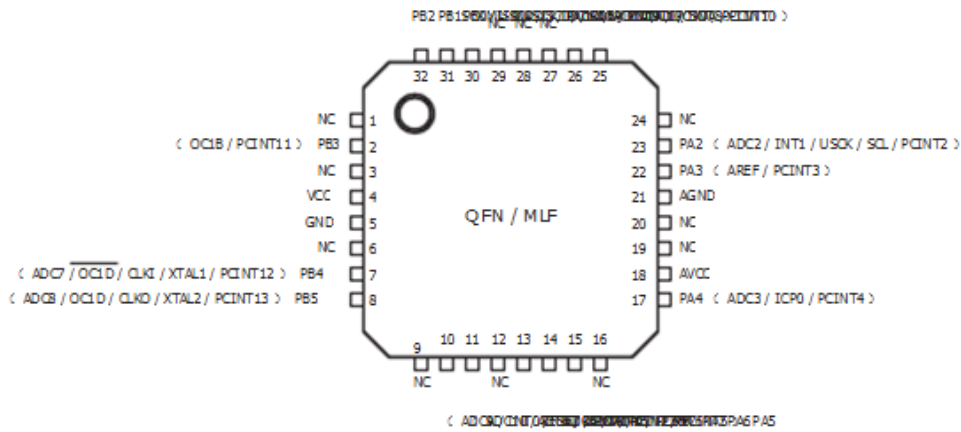 PB2 PB1
NC NC NC
32 31 30 29 28 27 26 25
NC 1
( OC1B / PCINT11 ) PB3 2
NC 3
VCC 4
GND 5
NC 6
( ADC7 / OC1D / CLKI / XTAL1 / PCINT12 ) PB4 7
( ADC8 / OC1D / CLKO / XTAL2 / PCINT13 ) PB5 8
QFN / MLF
24 NC
23 PA2 ( ADC2 / INT1 / USCK / SCL / PCINT2 )
22 PA3 ( AREF / PCINT3 )
21 AGND
20 NC
19 NC
18 AVCC
17 PA4 ( ADC3 / ICP0 / PCINT4 )
9 10 11 12 13 14 15 16
NC NC NC
PA6 PA5